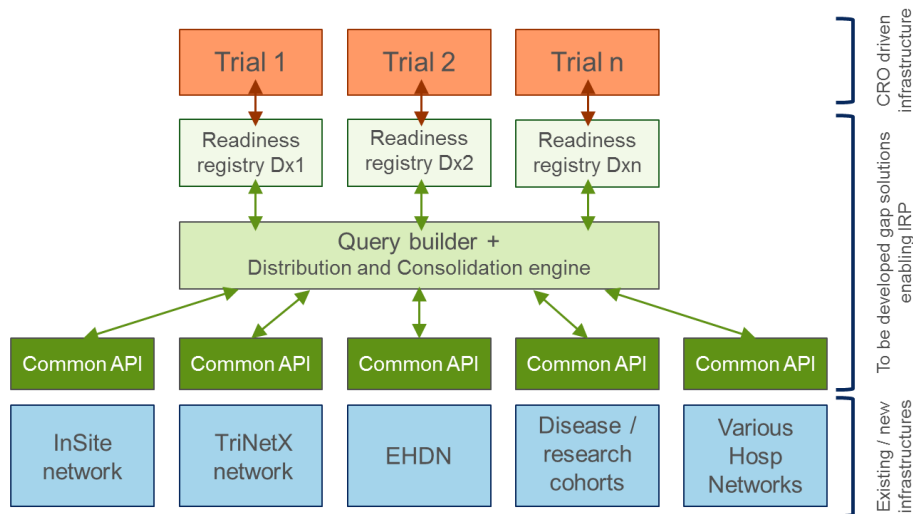 Trial 1
Trial 2
Trial n
CRO driven
infrastructure
Readiness
registry Dx1
Readiness
registry Dx2
Readiness
registry Dxn
Query builder +
Distribution and Consolidation engine
To be developed gap solutions
enabling IRP
Common API
Common API
Common API
Common API
Common API
InSite
network
TriNetX
network
EHDN
Disease /
research
cohorts
Various
Hosp
Networks
Existing / new
infrastructures